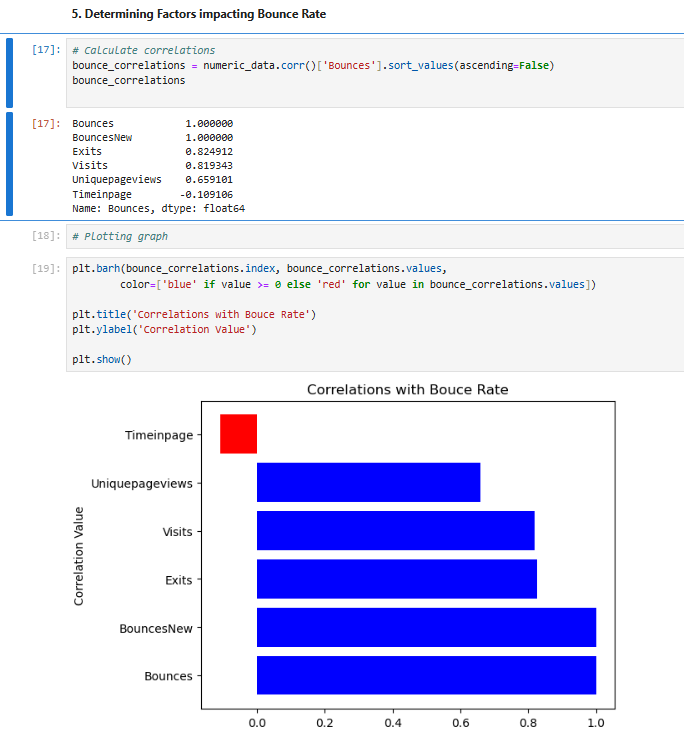 5. Determining Factors impacting Bounce Rate
[17]: # Calculate correlations
bounce_correlations = numeric_data.corr()['Bounces'].sort_values(ascending=False)
bounce_correlations
[17]: Bounces 1.000000
BouncesNew 1.000000
Exits 0.824912
Visits 0.819343
Uniquepageviews 0.659101
Timeinpage -0.109106
Name: Bounces, dtype: float64
[18]: # Plotting graph
[19]: plt.barh(bounce_correlations.index, bounce_correlations.values,
color=['blue' if value >= 0 else 'red' for value in bounce_correlations.values])
plt.title('Correlations with Bouce Rate')
plt.ylabel('Correlation Value')
plt.show()
Correlations with Bouce Rate
Timeinpage
Uniquepageviews
Visits
Exits
BouncesNew
Bounces
Correlation Value
0.0 0.2 0.4 0.6 0.8 1.0